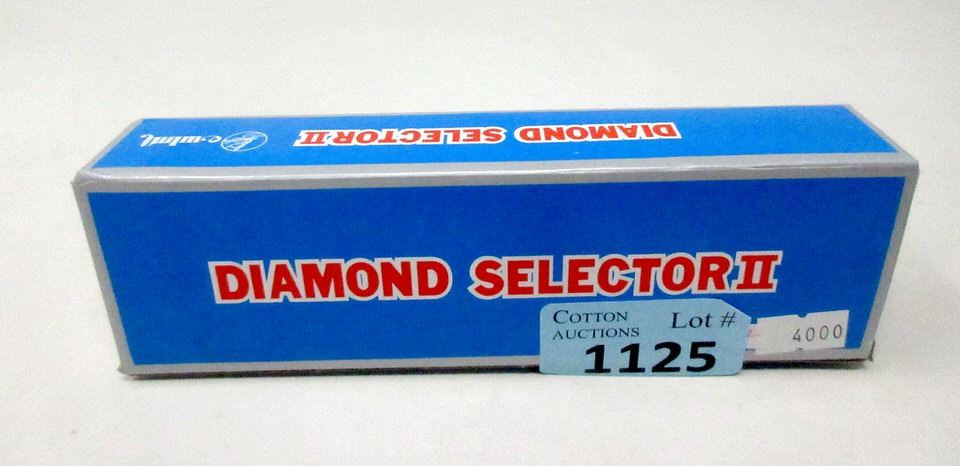 DIAMOND SELECTOR II
DIAMOND SELECTOR II
COTTON
AUCTIONS
Lot #
1125
4000